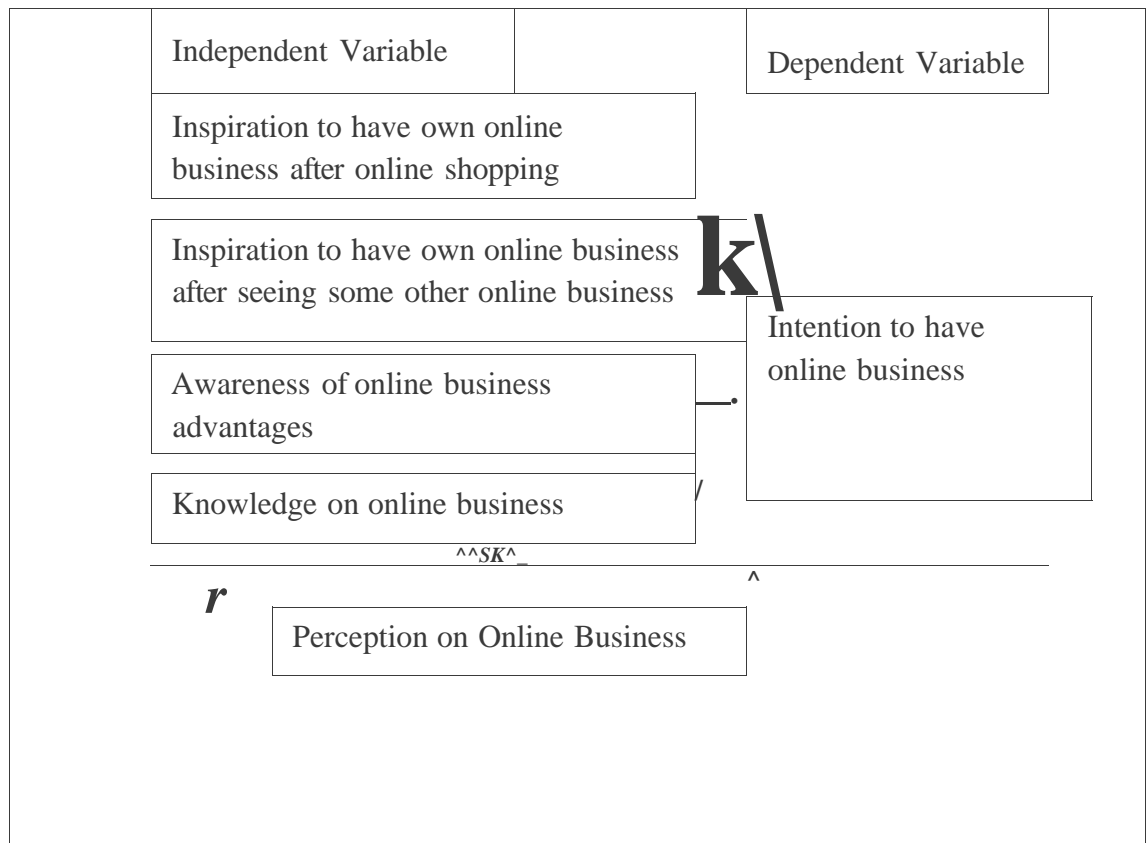 Independent Variable
Dependent Variable
Inspiration to have own online
business after online shopping
Inspiration to have own online business
after seeing some other online business
k\
Intention to have
online business
Awareness of online business
advantages
—.
Knowledge on online business
/
^^SK^_
^
r
Perception on Online Business